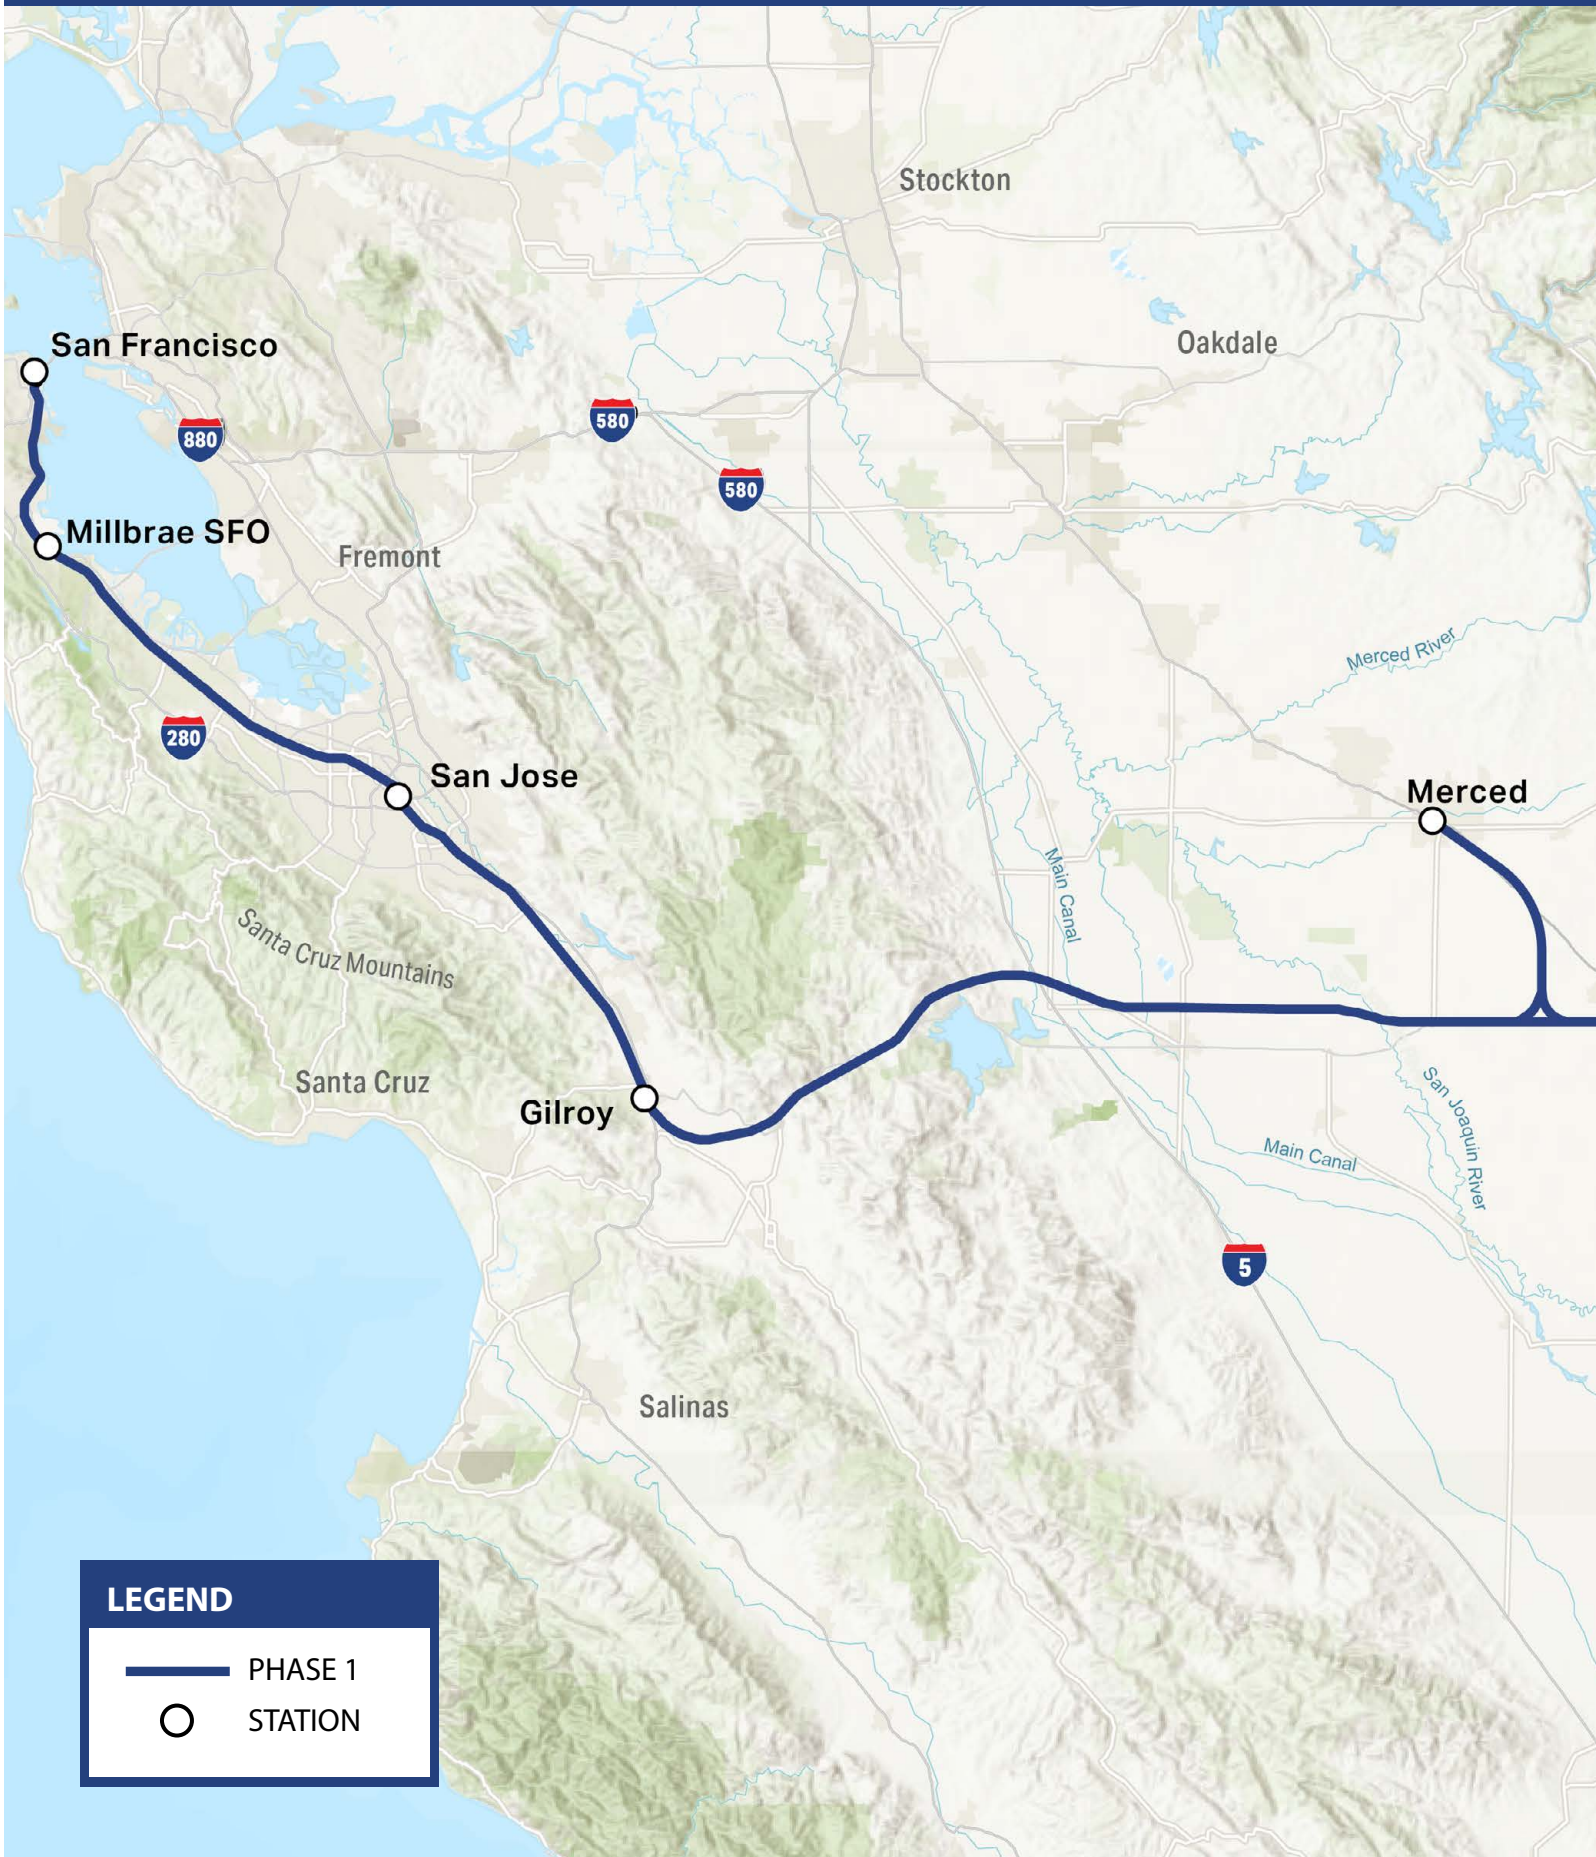 Stockton
Oakdale
San Francisco
880
580
580
Millbrae SFO
Fremont
Merced River
280
San Jose
Merced
Main Canal
Santa Cruz Mountains
Santa Cruz
Gilroy
San Joaquin River
Main Canal
5
Salinas
LEGEND
PHASE 1
STATION